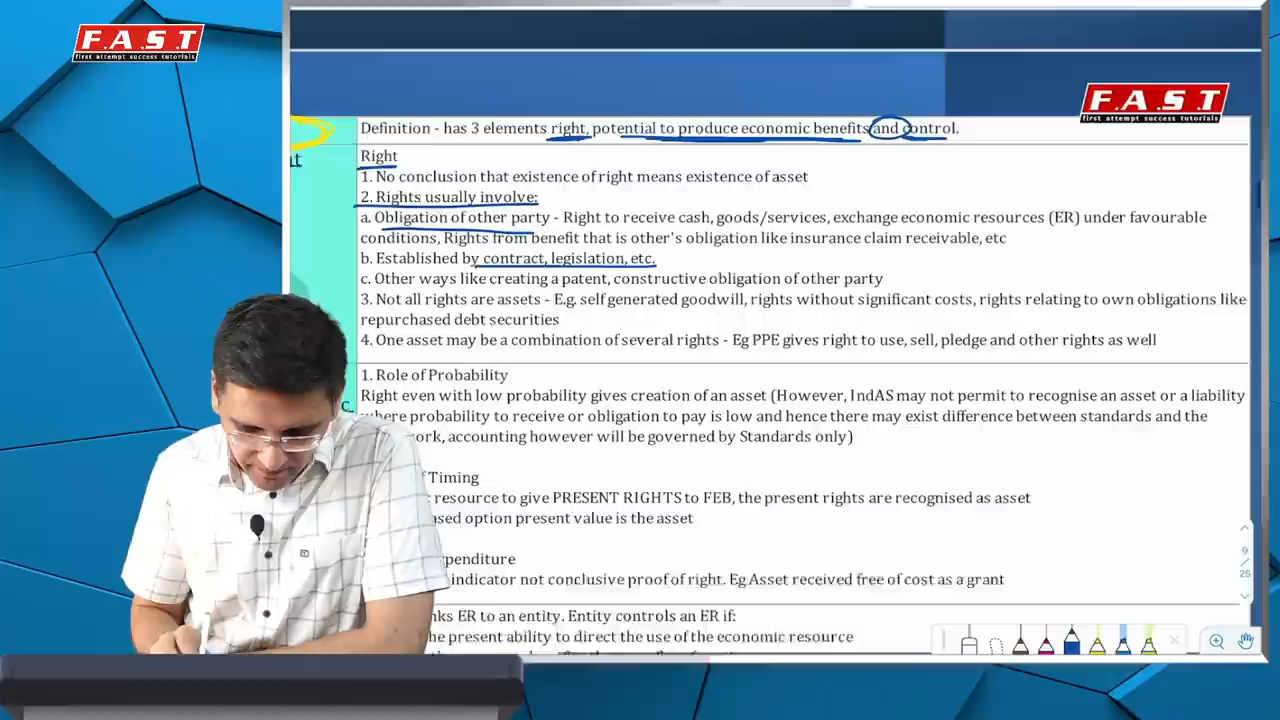 F.A.S.T
first attempt success tutorials
F.A.S.T
first attempt success tutorials
Definition - has 3 elements right, potential to produce economic benefits and control.
Right
1. No conclusion that existence of right means existence of asset
2. Rights usually involve:
a. Obligation of other party - Right to receive cash, goods/services, exchange economic resources (ER) under favourable
conditions, Rights from benefit that is other's obligation like insurance claim receivable, etc
b. Established by contract, legislation, etc.
c. Other ways like creating a patent, constructive obligation of other party
3. Not all rights are assets - E.g. self generated goodwill, rights without significant costs, rights relating to own obligations like
repurchased debt securities
4. One asset may be a combination of several rights - Eg PPE gives right to use, sell, pledge and other rights as well
1. Role of Probability
Right even with low probability gives creation of an asset (However, IndAS may not permit to recognise an asset or a liability
where probability to receive or obligation to pay is low and hence there may exist difference between standards and the
work, accounting however will be governed by Standards only)
f Timing
resource to give PRESENT RIGHTS to FEB, the present rights are recognised as asset
ased option present value is the asset
penditure
indicator not conclusive proof of right. Eg Asset received free of cost as a grant
nks ER to an entity. Entity controls an ER if:
he present ability to direct the use of the economic resource
9
/
25